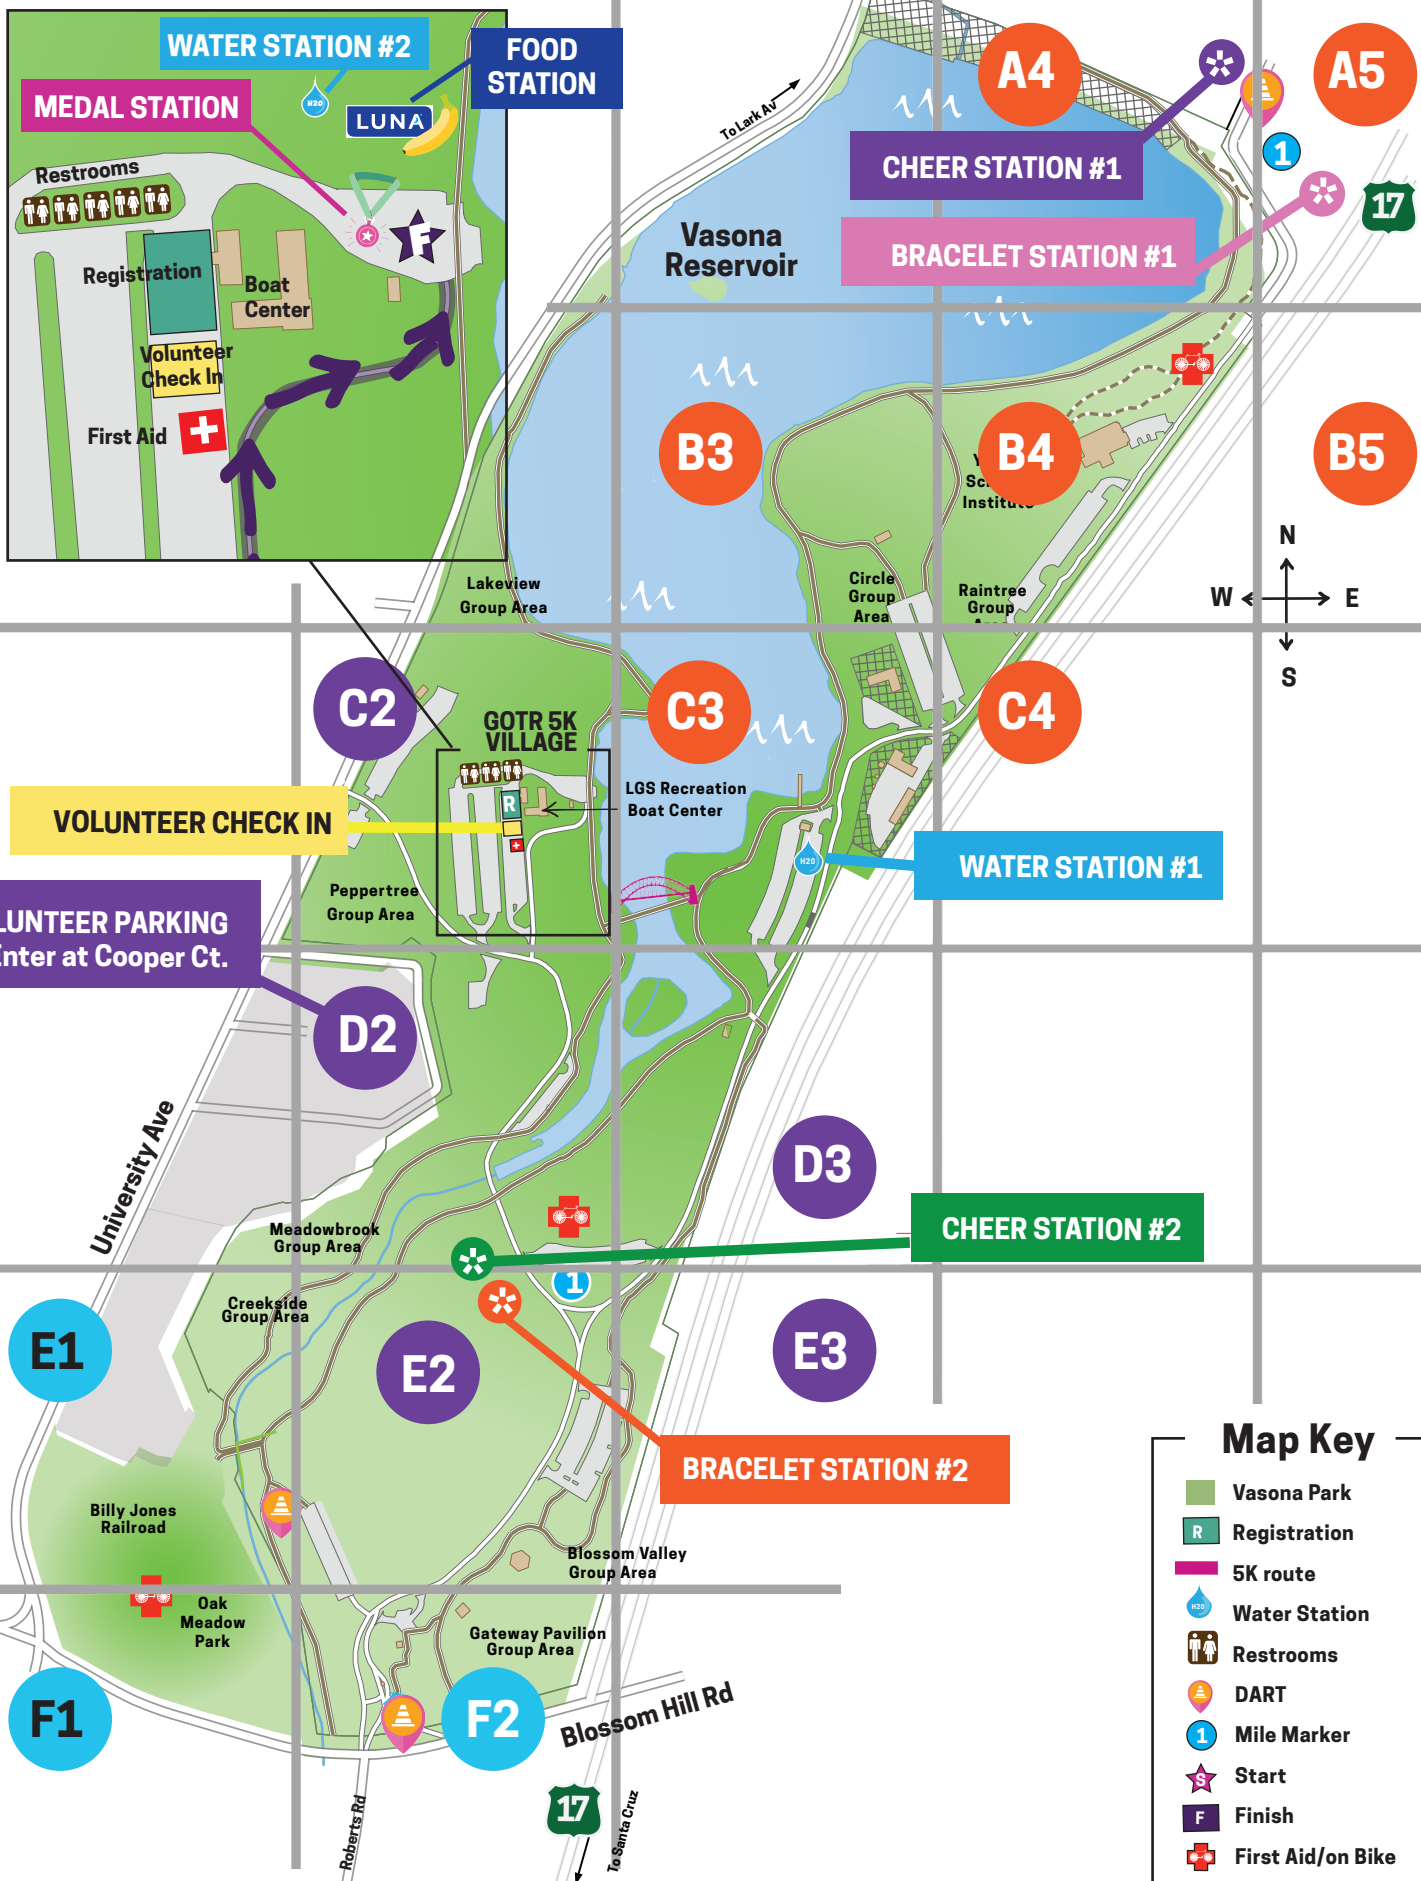 WATER STATION #2
FOOD
STATION
MEDAL STATION
H2O
LUNA
Restrooms
F
Registration
Boat
Center
Volunteer
Check In
First Aid
To Lark Av
A4
A5
CHEER STATION #1
1
17
BRACELET STATION #1
Vasona
Reservoir
B3
B4
B5
Institute
N
W
E
S
Lakeview
Group Area
Circle
Group
Area
Raintree
Group
C2
C3
C4
GOTR 5K
VILLAGE
R
LGS Recreation
Boat Center
VOLUNTEER CHECK IN
H2O
WATER STATION #1
Peppertree
Group Area
LUNTEER PARKING
Enter at Cooper Ct.
D2
University Ave
D3
Meadowbrook
Group Area
CHEER STATION #2
1
Creekside
Group Area
E1
E2
E3
BRACELET STATION #2
Billy Jones
Railroad
Blossom Valley
Group Area
Oak
Meadow
Park
Gateway Pavilion
Group Area
F1
F2
Blossom Hill Rd
17
Roberts Rd
To Santa Cruz
Map Key
Vasona Park
R
Registration
5K route
H2O
Water Station
Restrooms
DART
1
Mile Marker
S
Start
F
Finish
First Aid/on Bike